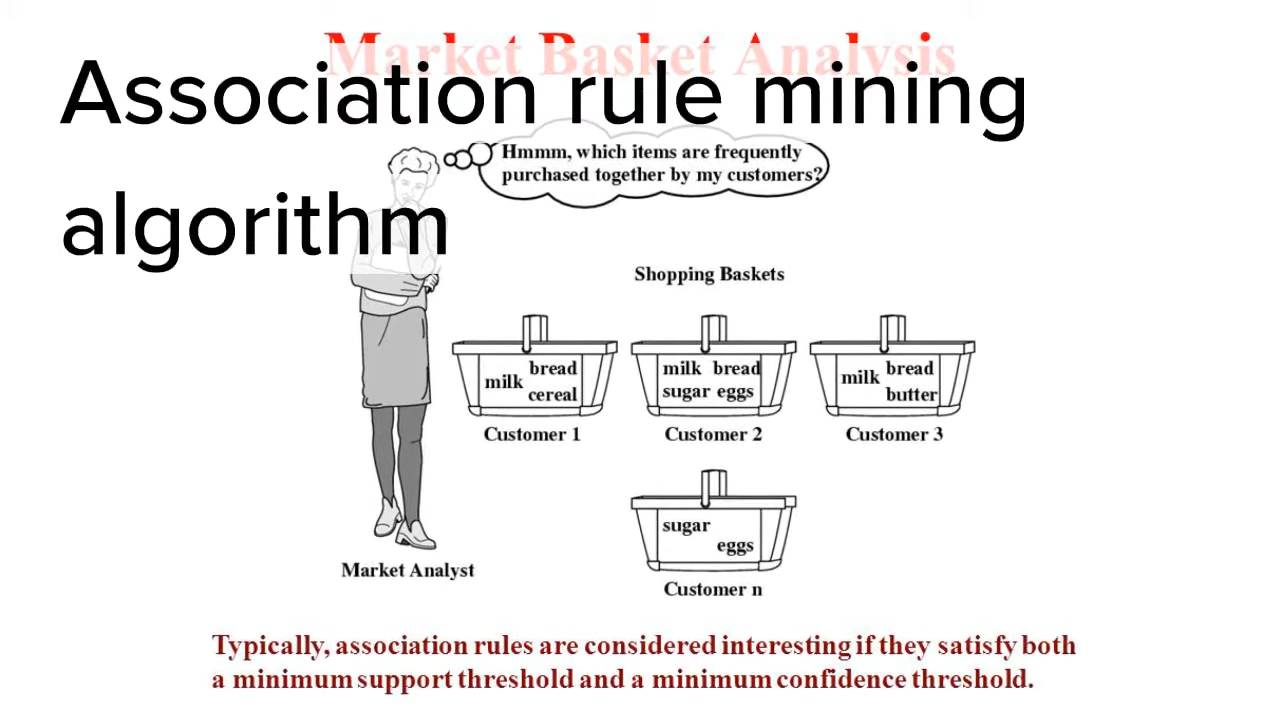 Market Basket Analysis
Association rule mining
algorithm
Hmmm, which items are frequently
purchased together by my customers?
Shopping Baskets
milk bread cereal
milk bread
sugar eggs
milk bread butter
Customer 1
Customer 2
Customer 3
sugar
eggs
Customer n
Market Analyst
Typically, association rules are considered interesting if they satisfy both
a minimum support threshold and a minimum confidence threshold.